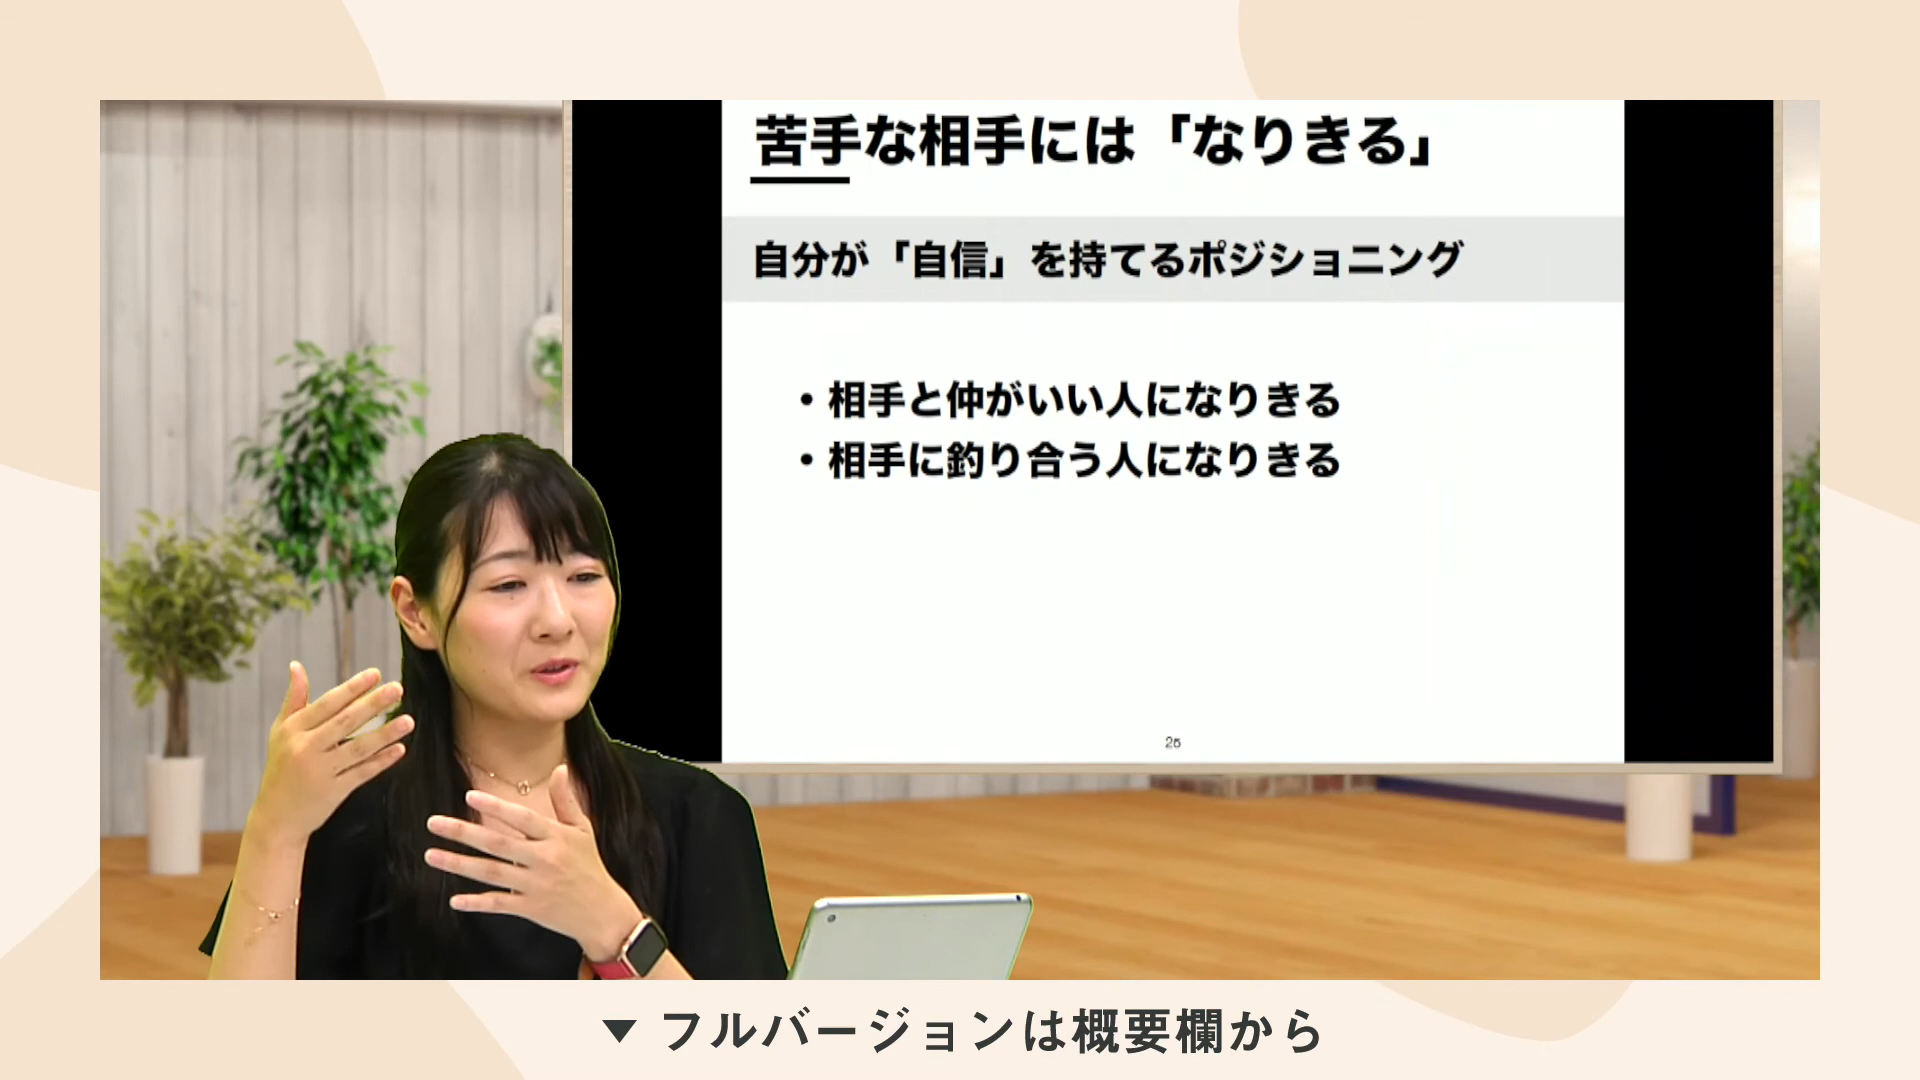 苦手な相手には「なりきる」
自分が「自信」を持てるポジショニング
・相手と仲がいい人になりきる
・相手に釣り合う人になりきる
25
▼ フルバージョンは概要欄から